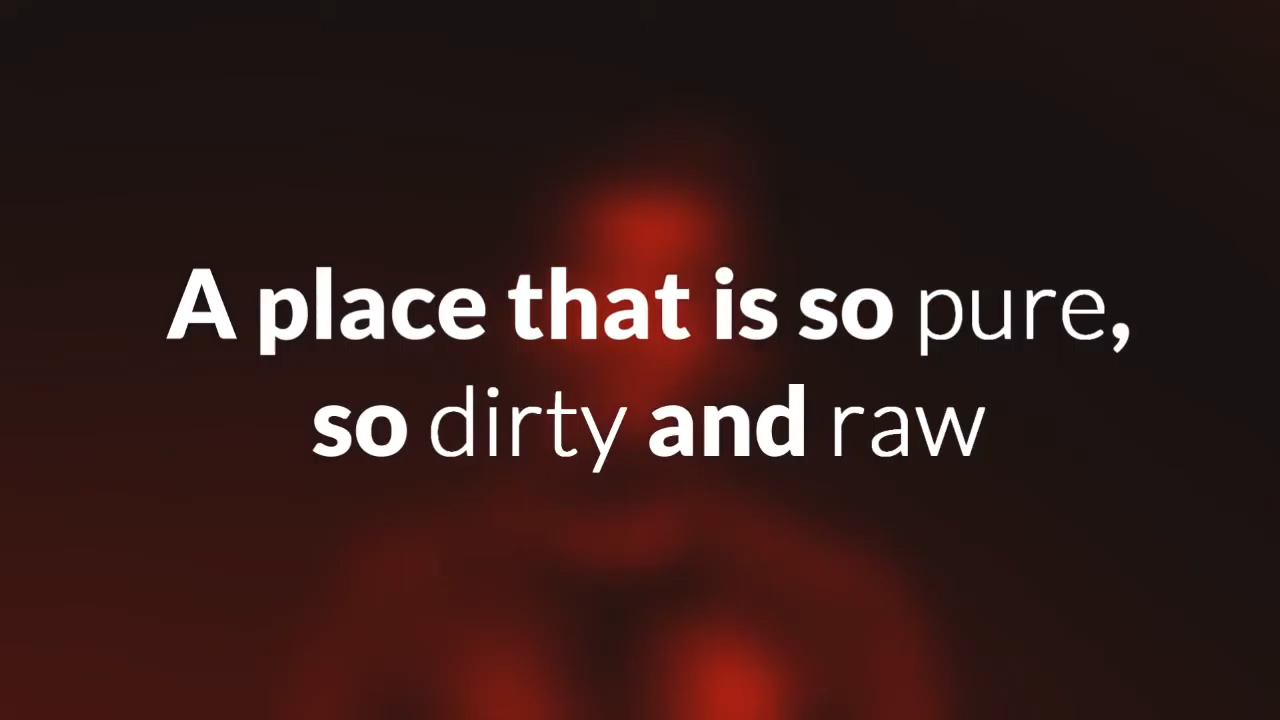 A place that is so pure,
so dirty and raw